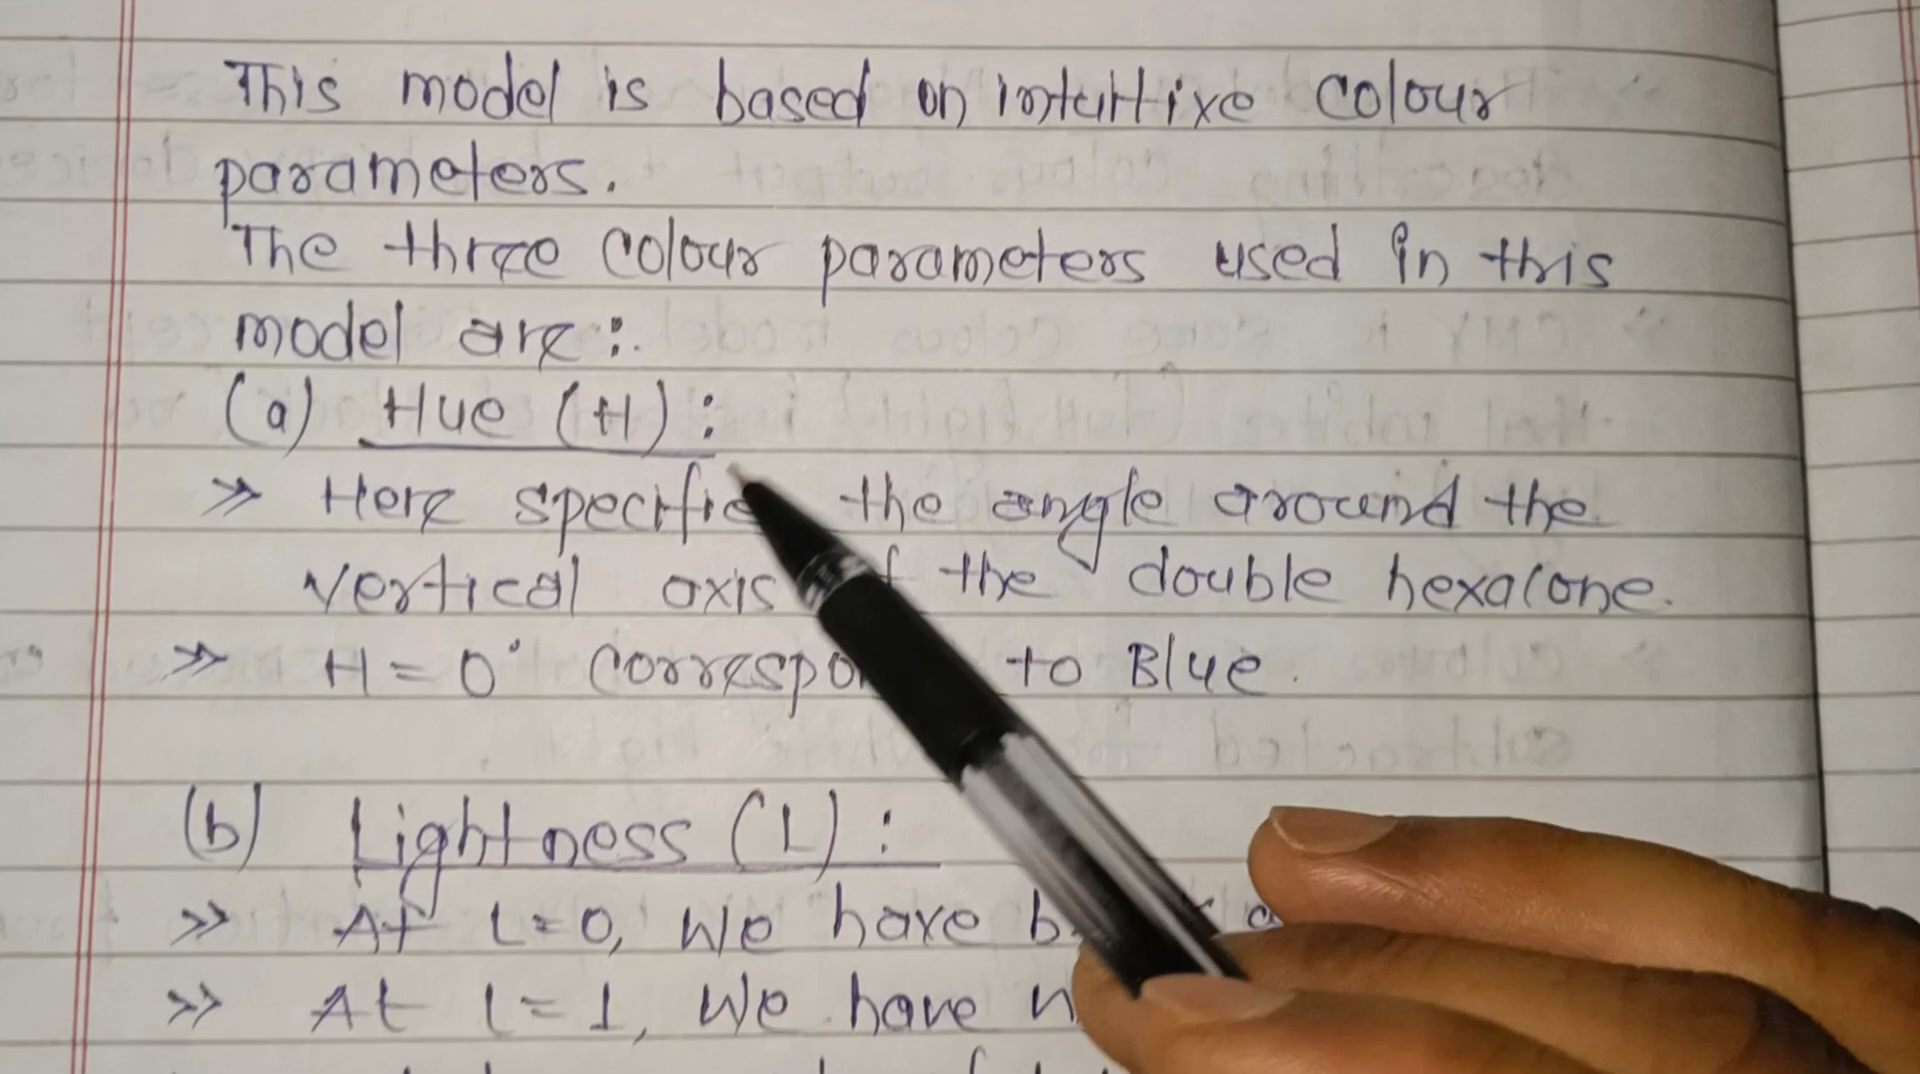 This model is based on intuitive colour
parameters.
The three colour parameters used in this
model are:
(a) Hue (H):
>> Here specifie the angle around the
vertical axis the double hexacone.
>> H = 0° to Blue.
(b) Lightness (L):
>> At L=0, We have
>> At L=1, We have